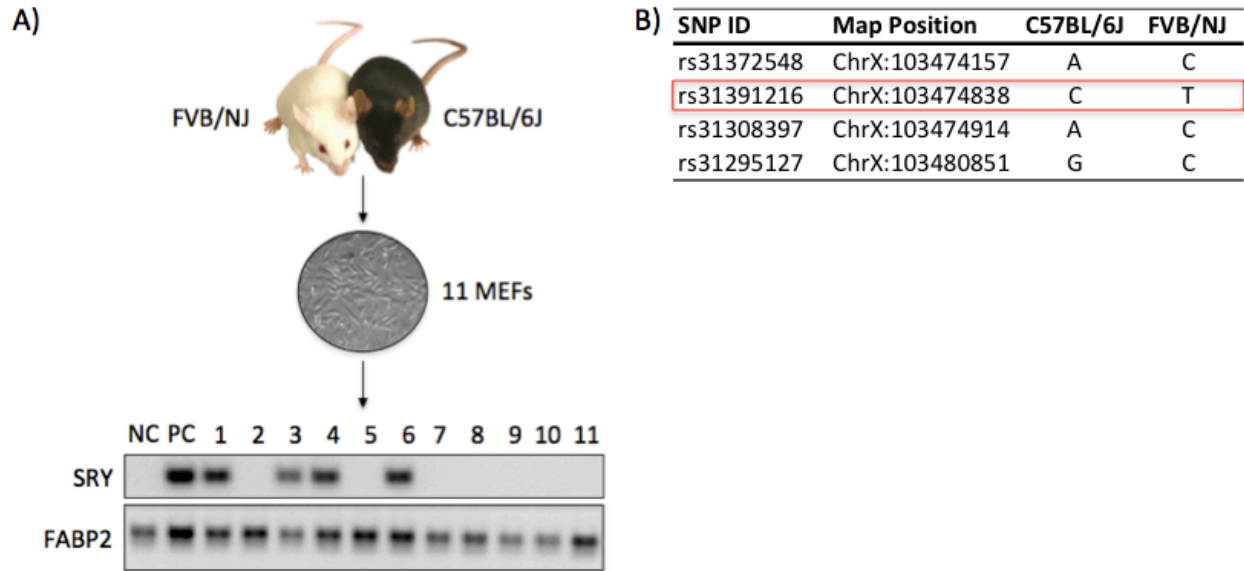 A)
FVB/NJ
C57BL/6J
11 MEFs
NC PC 1 2 3 4 5 6 7 8 9 10 11
SRY
FABP2
B)
SNP ID Map Position C57BL/6J FVB/NJ
rs31372548 ChrX:103474157 A C
rs31391216 ChrX:103474838 C T
rs31308397 ChrX:103474914 A C
rs31295127 ChrX:103480851 G C